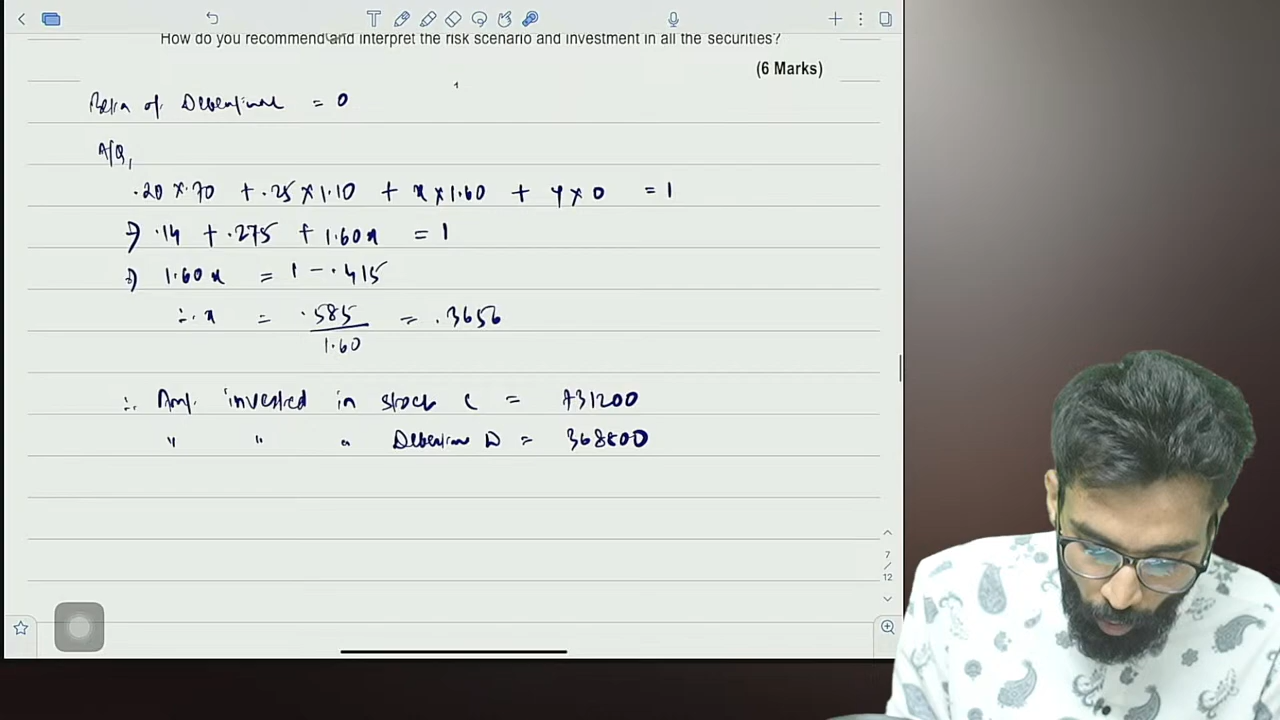 How do you recommend and interpret the risk scenario and investment in all the securities?
(6 Marks)
Beta of Debenture = 0
A/Q,
.20 × .70 + .25 × 1.10 + x × 1.60 + y × 0 = 1
⇒ .14 + .275 + 1.60x = 1
⇒ 1.60x = 1 - .415
∴ x = .585 / 1.60 = .3656
∴ Amt. invested in stock C = 731200
" " " Debenture D = 368800
7
/
12